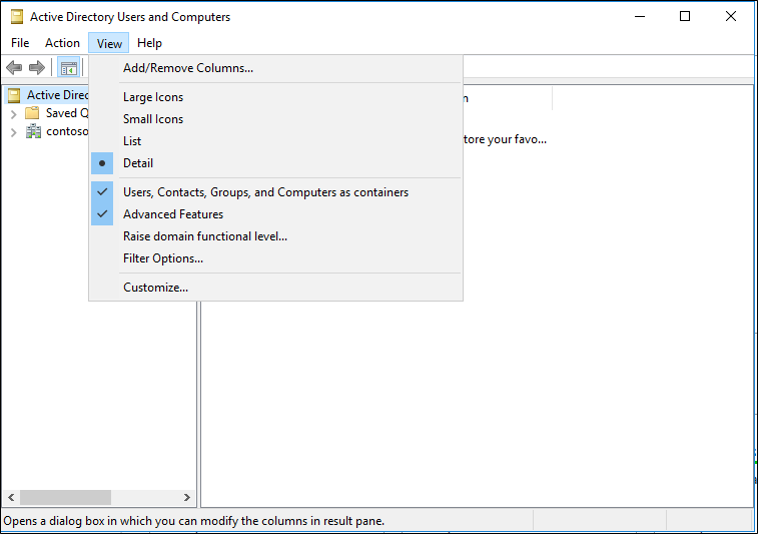 Active Directory Users and Computers
File Action View Help
Add/Remove Columns...
Large Icons
Small Icons
List
Detail
Users, Contacts, Groups, and Computers as containers
Advanced Features
Raise domain functional level...
Filter Options...
Customize...
Active Direc
Saved Q
contoso
n
tore your favo...
Opens a dialog box in which you can modify the columns in result pane.